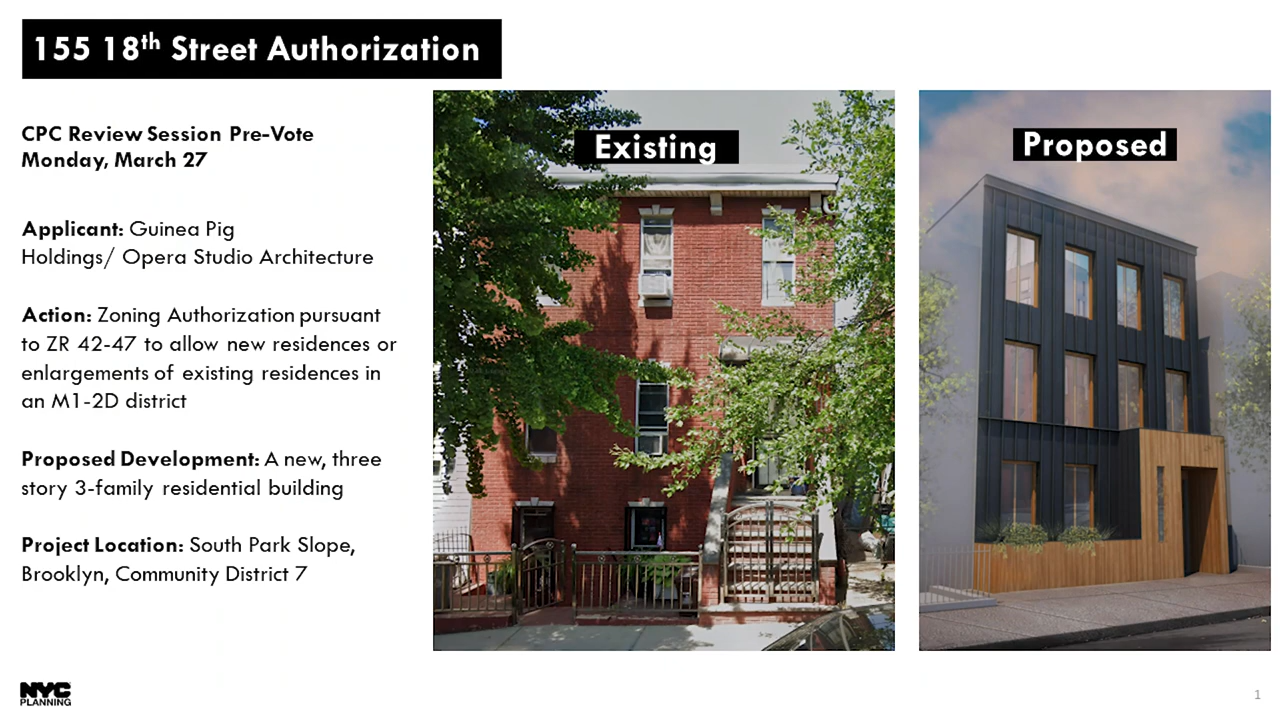 155 18th Street Authorization
CPC Review Session Pre-Vote
Monday, March 27
Applicant: Guinea Pig
Holdings/ Opera Studio Architecture
Action: Zoning Authorization pursuant
to ZR 42-47 to allow new residences or
enlargements of existing residences in
an M1-2D district
Proposed Development: A new, three
story 3-family residential building
Project Location: South Park Slope,
Brooklyn, Community District 7
Existing
Proposed
NYC
PLANNING
1